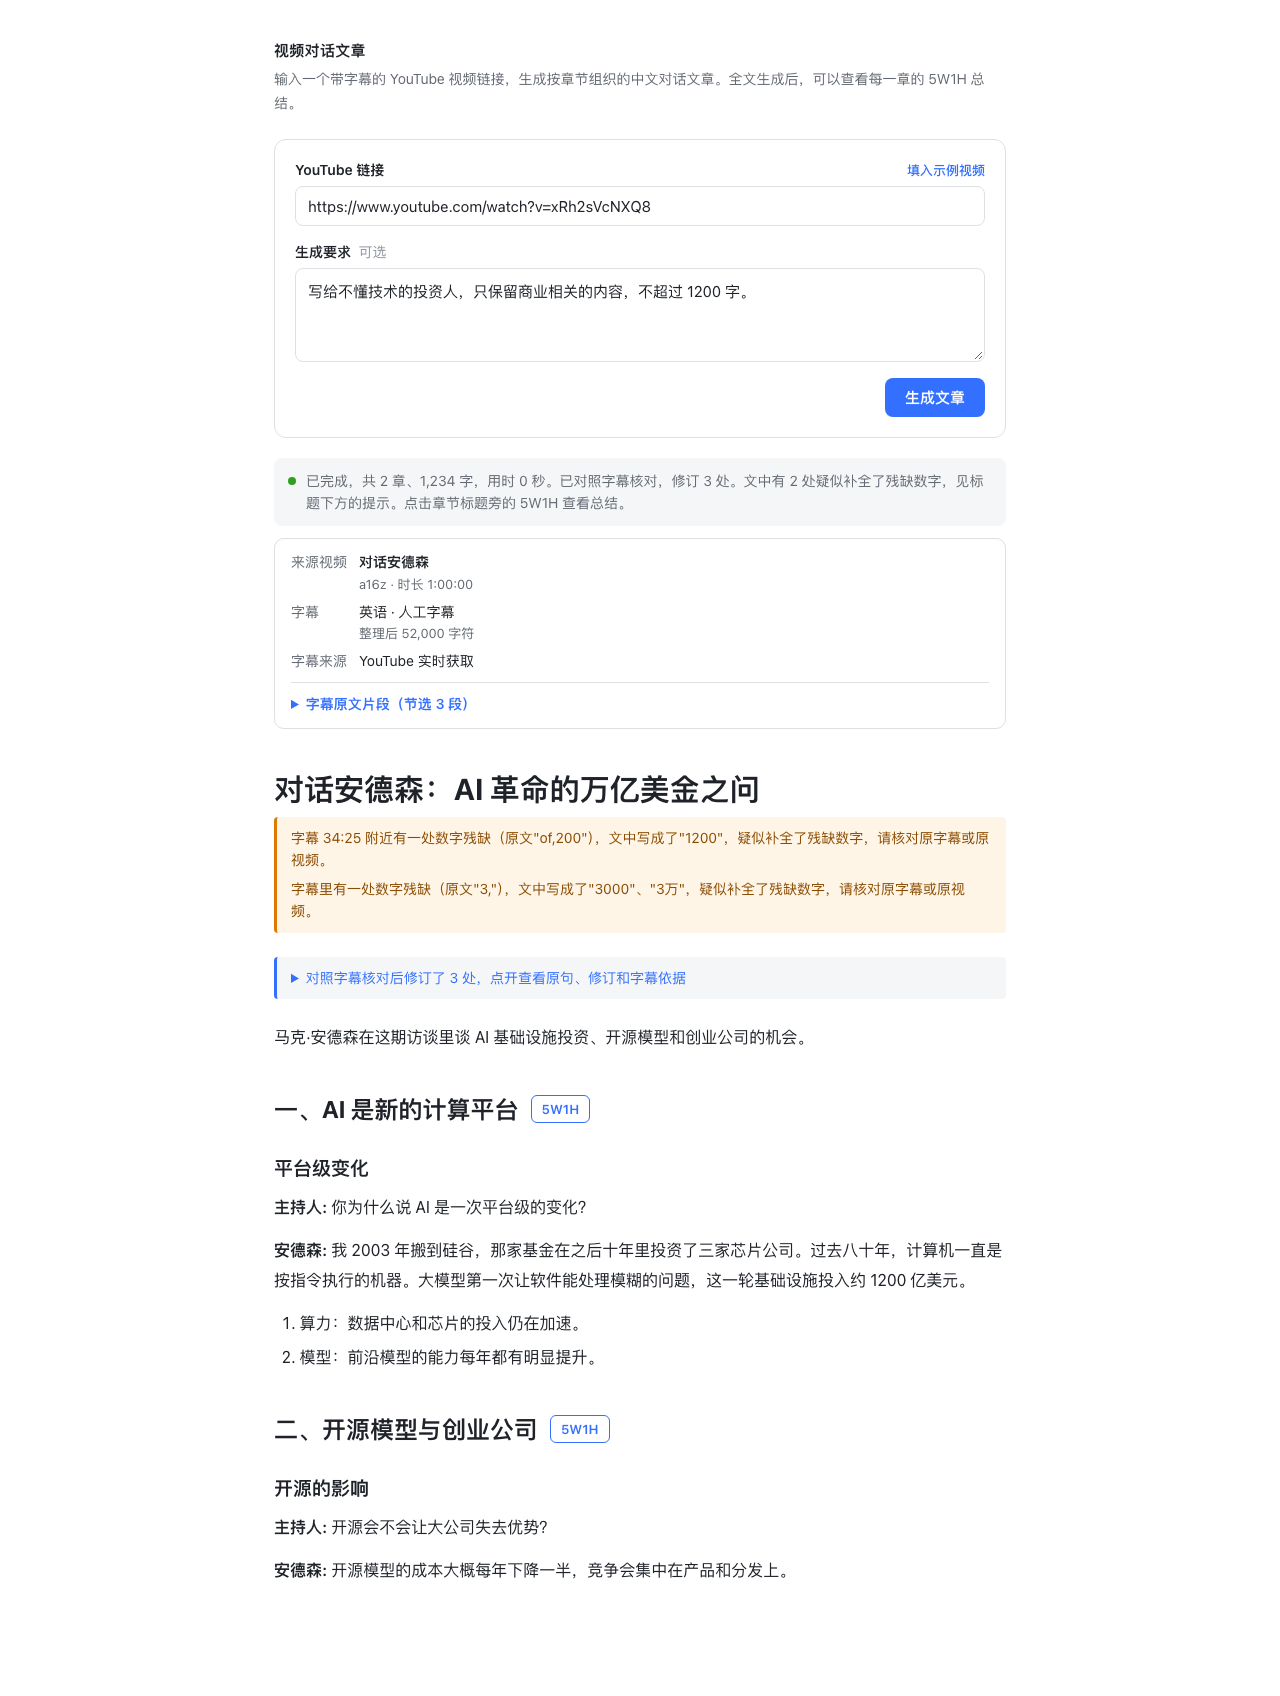 视频对话文章
输入一个带字幕的 YouTube 视频链接，生成按章节组织的中文对话文章。全文生成后，可以查看每一章的 5W1H 总
结。
YouTube 链接
填入示例视频
https://www.youtube.com/watch?v=xRh2sVcNXQ8
生成要求 可选
写给不懂技术的投资人，只保留商业相关的内容，不超过 1200 字。
生成文章
已完成，共 2 章、1,234 字，用时 0 秒。已对照字幕核对，修订 3 处。文中有 2 处疑似补全了残缺数字，见标
题下方的提示。点击章节标题旁的 5W1H 查看总结。
来源视频 对话安德森
a16z · 时长 1:00:00
字幕 英语 · 人工字幕
整理后 52,000 字符
字幕来源 YouTube 实时获取
▶ 字幕原文片段（节选 3 段）
对话安德森：AI 革命的万亿美金之问
字幕 34:25 附近有一处数字残缺（原文"of,200"），文中写成了"1200"，疑似补全了残缺数字，请核对原字幕或原
视频。
字幕里有一处数字残缺（原文"3,"），文中写成了"3000"、"3万"，疑似补全了残缺数字，请核对原字幕或原视
频。
▶ 对照字幕核对后修订了 3 处，点开查看原句、修订和字幕依据
马克·安德森在这期访谈里谈 AI 基础设施投资、开源模型和创业公司的机会。
一、AI 是新的计算平台 5W1H
平台级变化
主持人: 你为什么说 AI 是一次平台级的变化？
安德森: 我 2003 年搬到硅谷，那家基金在之后十年里投资了三家芯片公司。过去八十年，计算机一直是
按指令执行的机器。大模型第一次让软件能处理模糊的问题，这一轮基础设施投入约 1200 亿美元。
1. 算力：数据中心和芯片的投入仍在加速。
2. 模型：前沿模型的能力每年都有明显提升。
二、开源模型与创业公司 5W1H
开源的影响
主持人: 开源会不会让大公司失去优势？
安德森: 开源模型的成本大概每年下降一半，竞争会集中在产品和分发上。